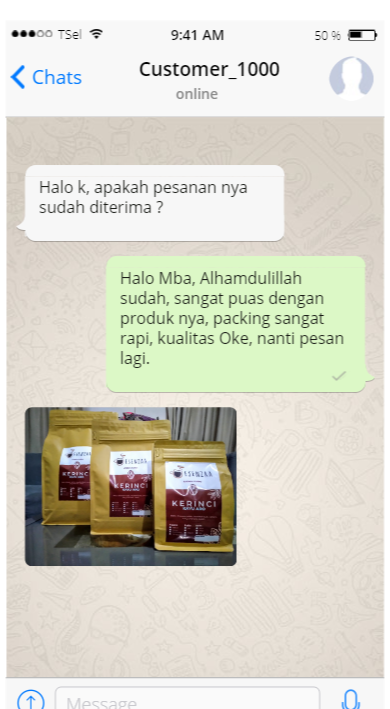 TSel 9:41 AM 50 %
Chats
Customer_1000
online
Halo k, apakah pesanan nya
sudah diterima ?
Halo Mba, Alhamdulillah
sudah, sangat puas dengan
produk nya, packing sangat
rapi, kualitas Oke, nanti pesan
lagi.
KERINCI
KERINCI
KERINCI
Message